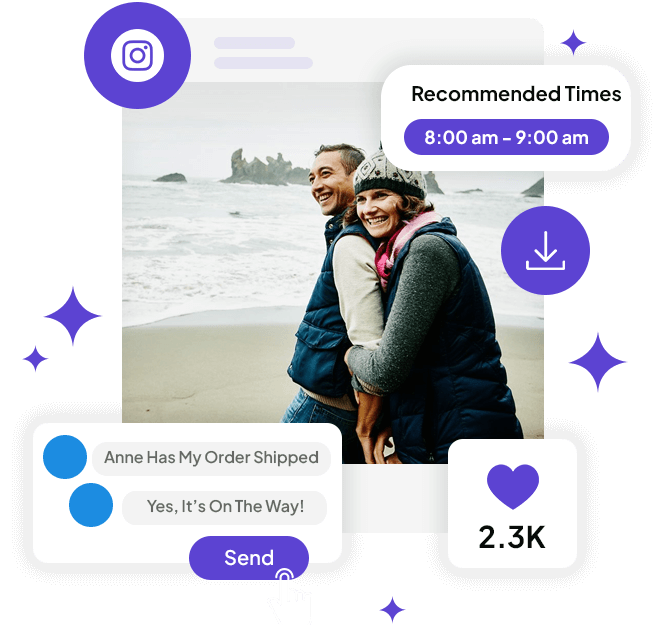 Recommended Times
8:00 am – 9:00 am
Anne Has My Order Shipped
Yes, It’s On The Way!
Send
2.3K